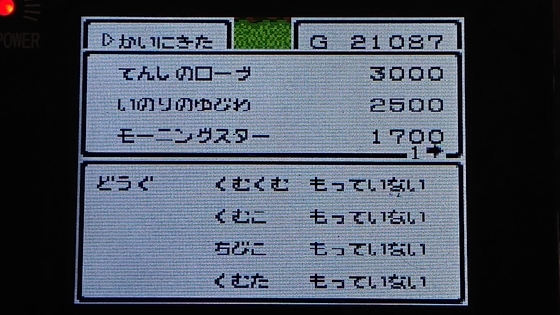 POWER
▷かいにきた
G 21087
てんしのローブ 3000
いのりのゆびわ 2500
モーニングスター 1700
1➡
どうぐ くむくむ もっていない
くむこ もっていない
ちびこ もっていない
くむた もっていない